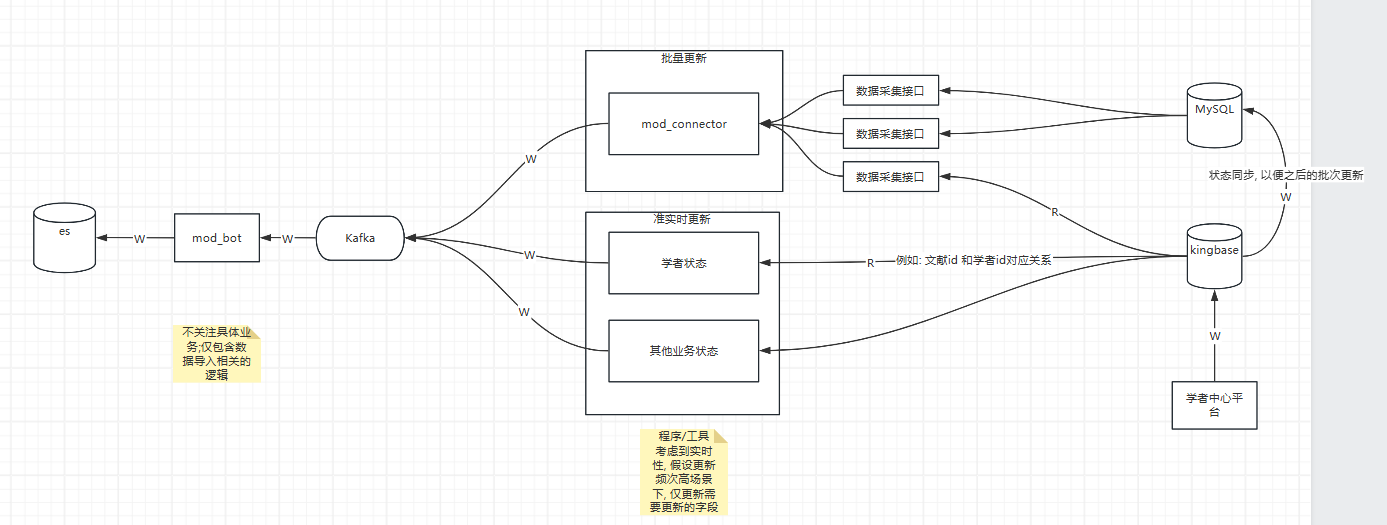 批量更新
mod_connector
数据采集接口
数据采集接口
数据采集接口
MySQL
W
R
状态同步, 以便之后的批次更新
W
es
W
mod_bot
W
Kafka
准实时更新
学者状态
W
R
例如: 文献id 和学者id对应关系
kingbase
W
其他业务状态
W
不关注具体业
务;仅包含数
据导入相关的
逻辑
学者中心平
台
程序/工具
考虑到实时
性, 假设更新
频次高场景
下, 仅更新需
要更新的字段